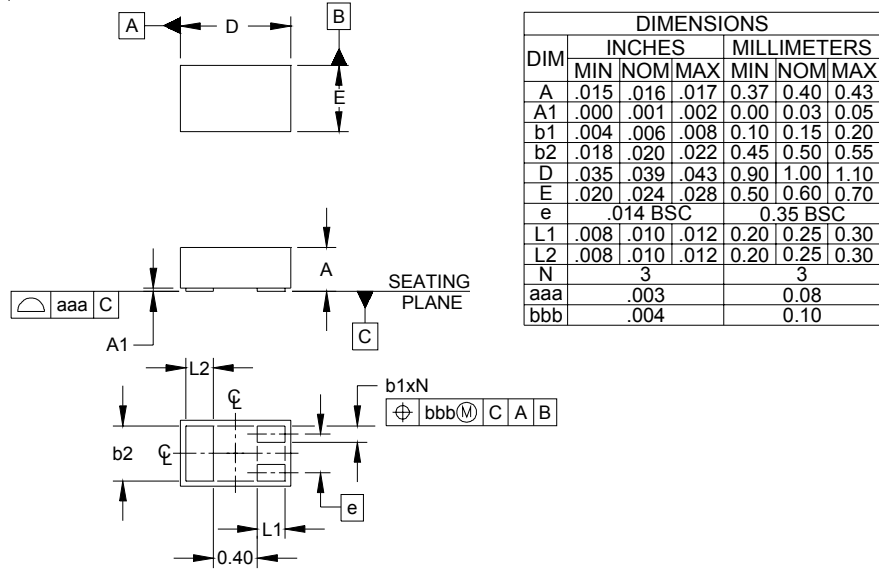 A
D
B
E
A
SEATING
PLANE
⌓ aaa C
C
A1
L2
b1xN
℄
⌖ bbbⓂ C A B
b2
℄
e
L1
0.40
DIMENSIONS
DIM INCHES MILLIMETERS
MIN NOM MAX MIN NOM MAX
A .015 .016 .017 0.37 0.40 0.43
A1 .000 .001 .002 0.00 0.03 0.05
b1 .004 .006 .008 0.10 0.15 0.20
b2 .018 .020 .022 0.45 0.50 0.55
D .035 .039 .043 0.90 1.00 1.10
E .020 .024 .028 0.50 0.60 0.70
e .014 BSC 0.35 BSC
L1 .008 .010 .012 0.20 0.25 0.30
L2 .008 .010 .012 0.20 0.25 0.30
N 3 3
aaa .003 0.08
bbb .004 0.10